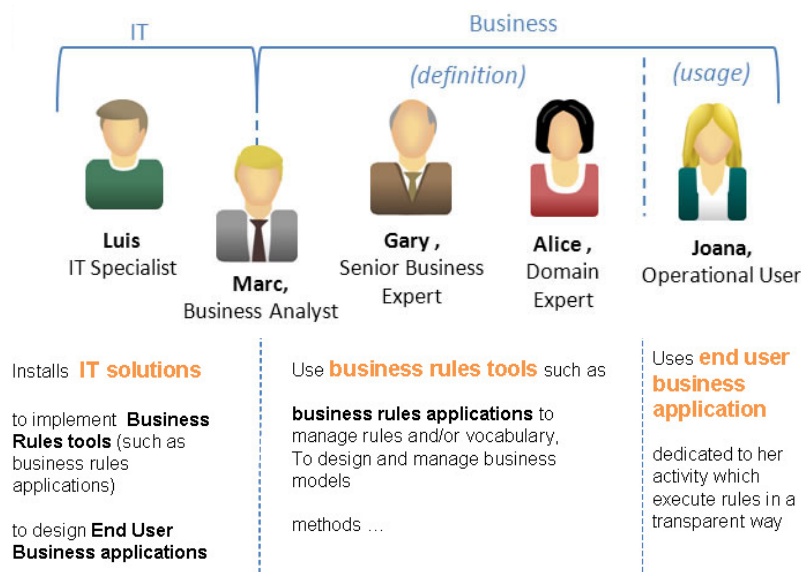 IT
Business
(definition)
(usage)
Luis
IT Specialist
Marc,
Business Analyst
Gary ,
Senior Business
Expert
Alice ,
Domain
Expert
Joana,
Operational User
Installs IT solutions
to implement Business
Rules tools (such as
business rules
applications)
to design End User
Business applications
Use business rules tools such as
business rules applications to
manage rules and/or vocabulary,
To design and manage business
models
methods ...
Uses end user
business
application
dedicated to her
activity which
execute rules in a
transparent way